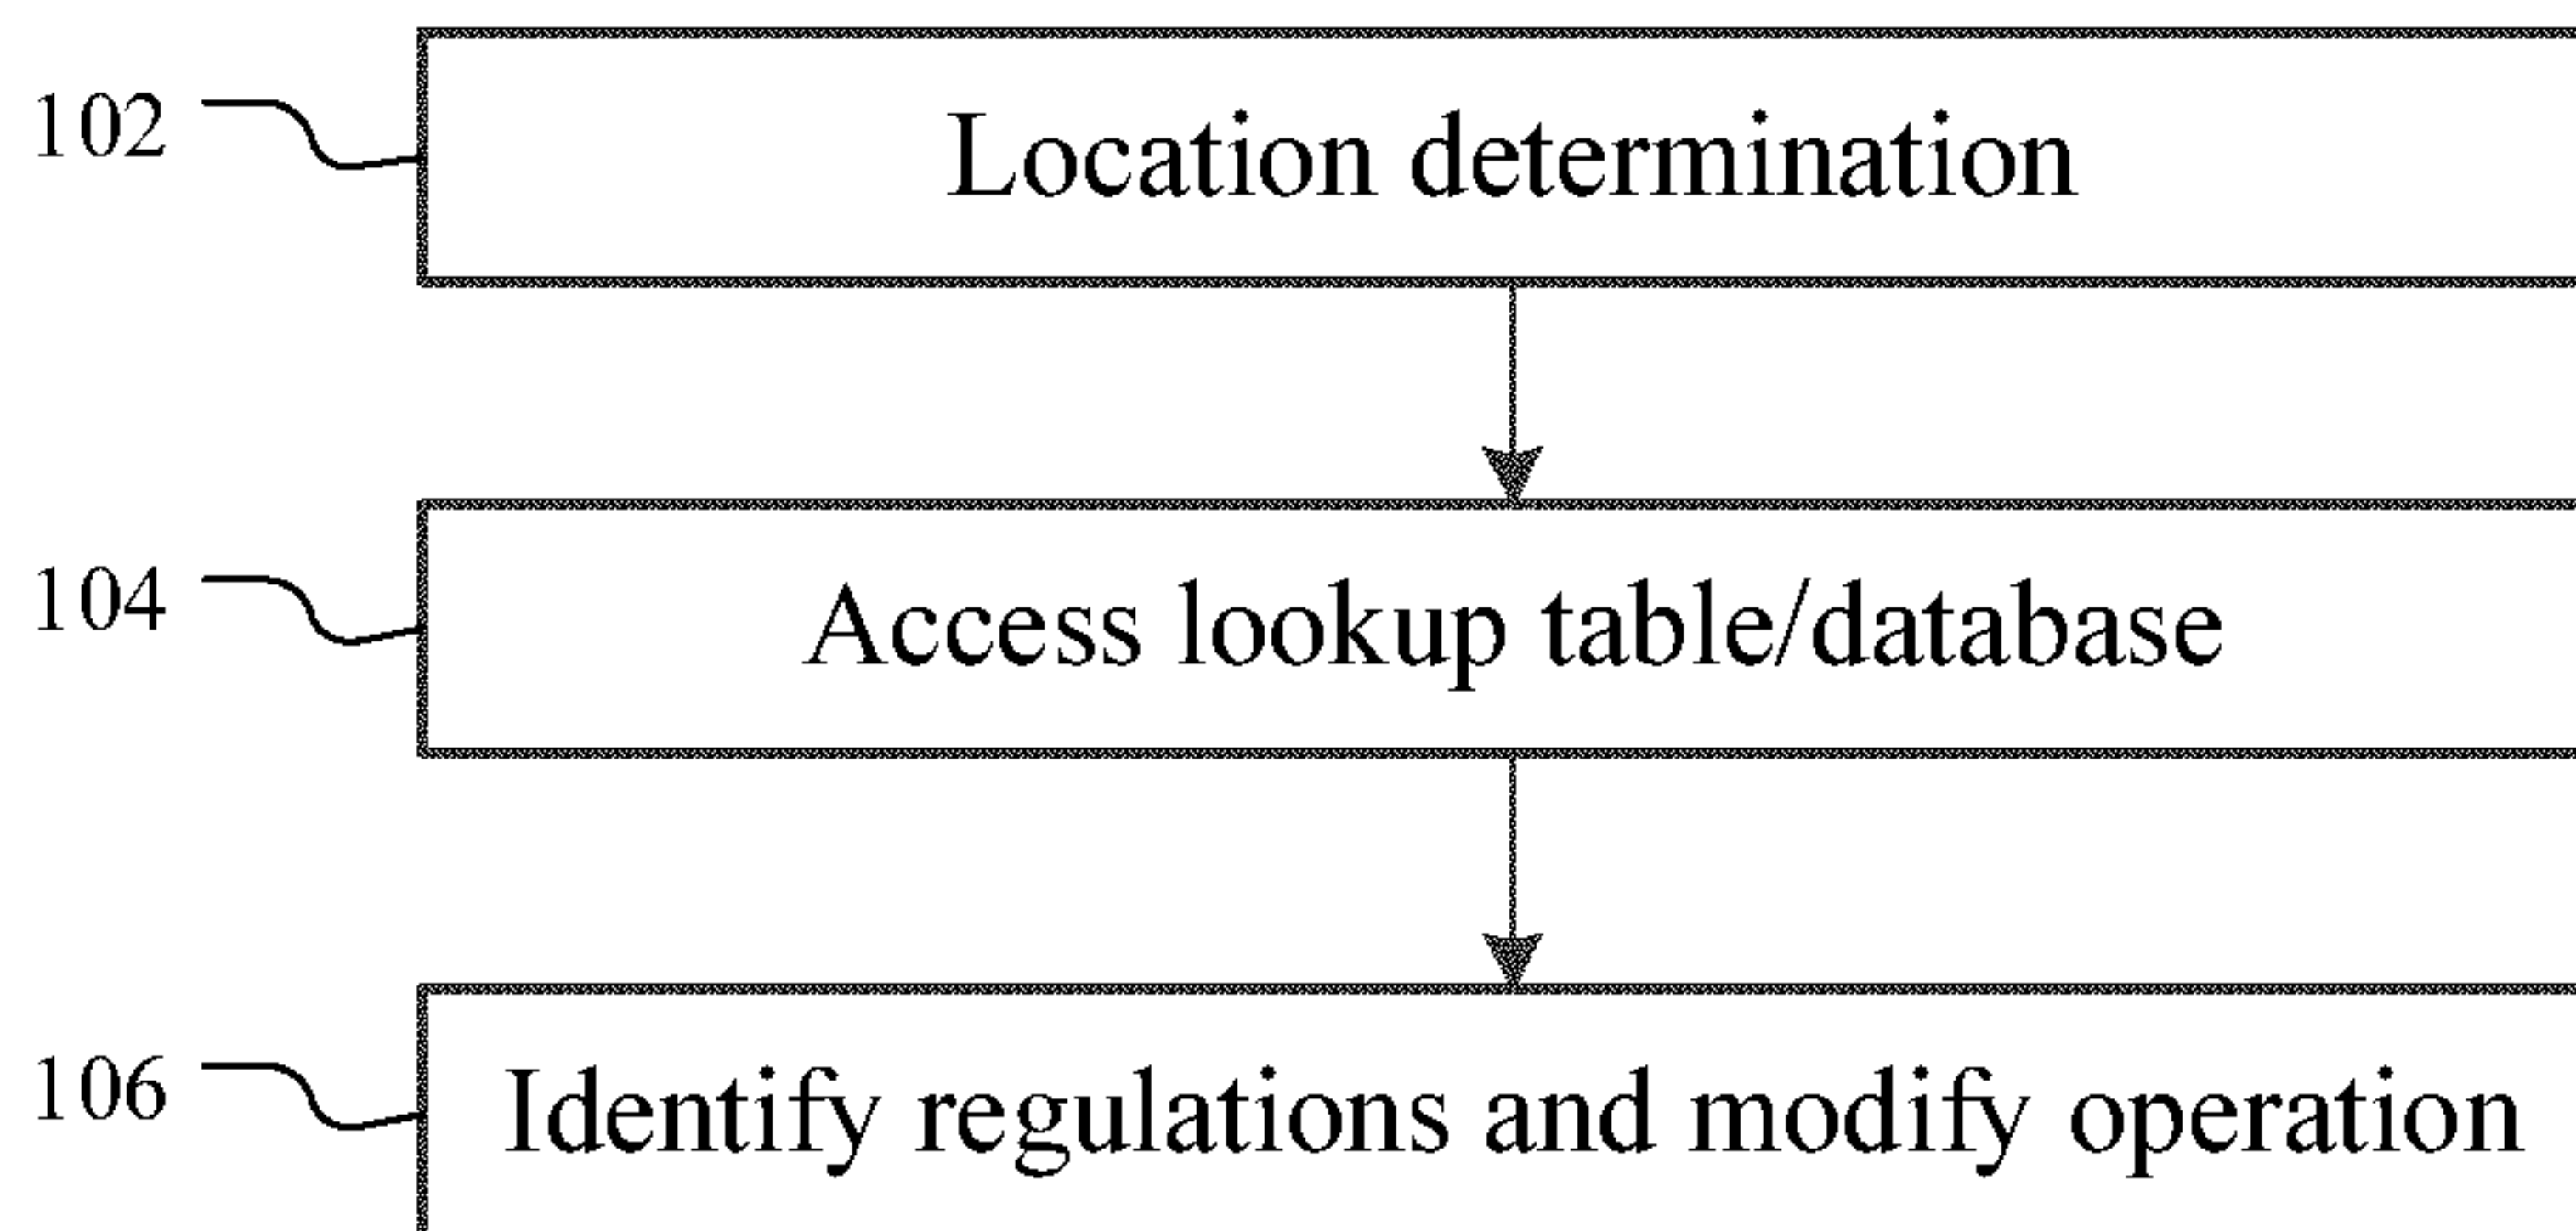 102 Location determination
104 Access lookup table/database
106 Identify regulations and modify operation